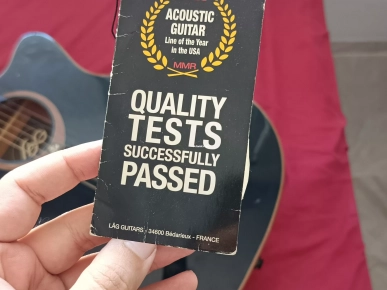 ACOUSTIC
GUITAR
Line of the Year
in the USA
MMR
QUALITY
TESTS
SUCCESSFULLY
PASSED
LÂG GUITARS - 34600 Bédarieux - FRANCE